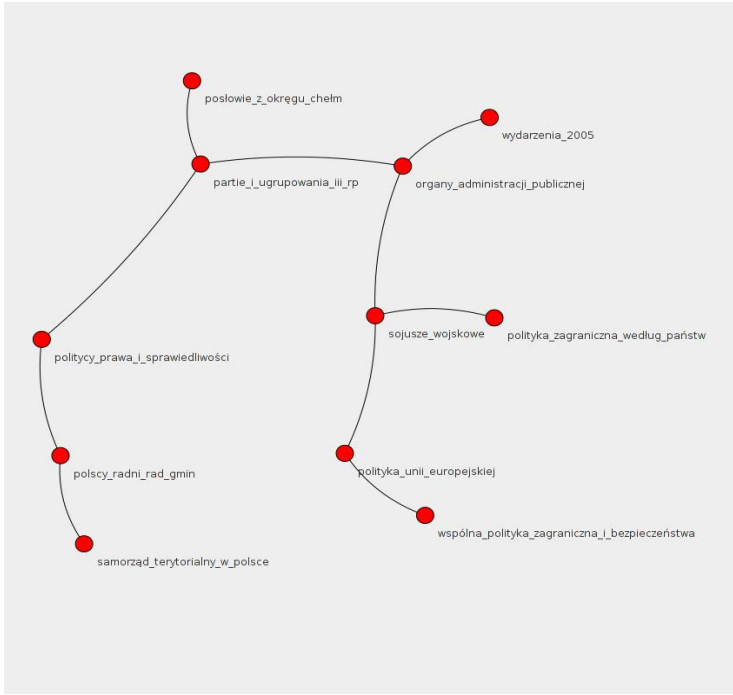 posłowie_z_okręgu_chełm
wydarzenia_2005
partie_i_ugrupowania_iii_rp
organy_administracji_publicznej
sojusze_wojskowe
polityka_zagraniczna_według_państw
politycy_prawa_i_sprawiedliwości
polityka_unii_europejskiej
polscy_radni_rad_gmin
wspólna_polityka_zagraniczna_i_bezpieczeństwa
samorząd_terytorialny_w_polsce